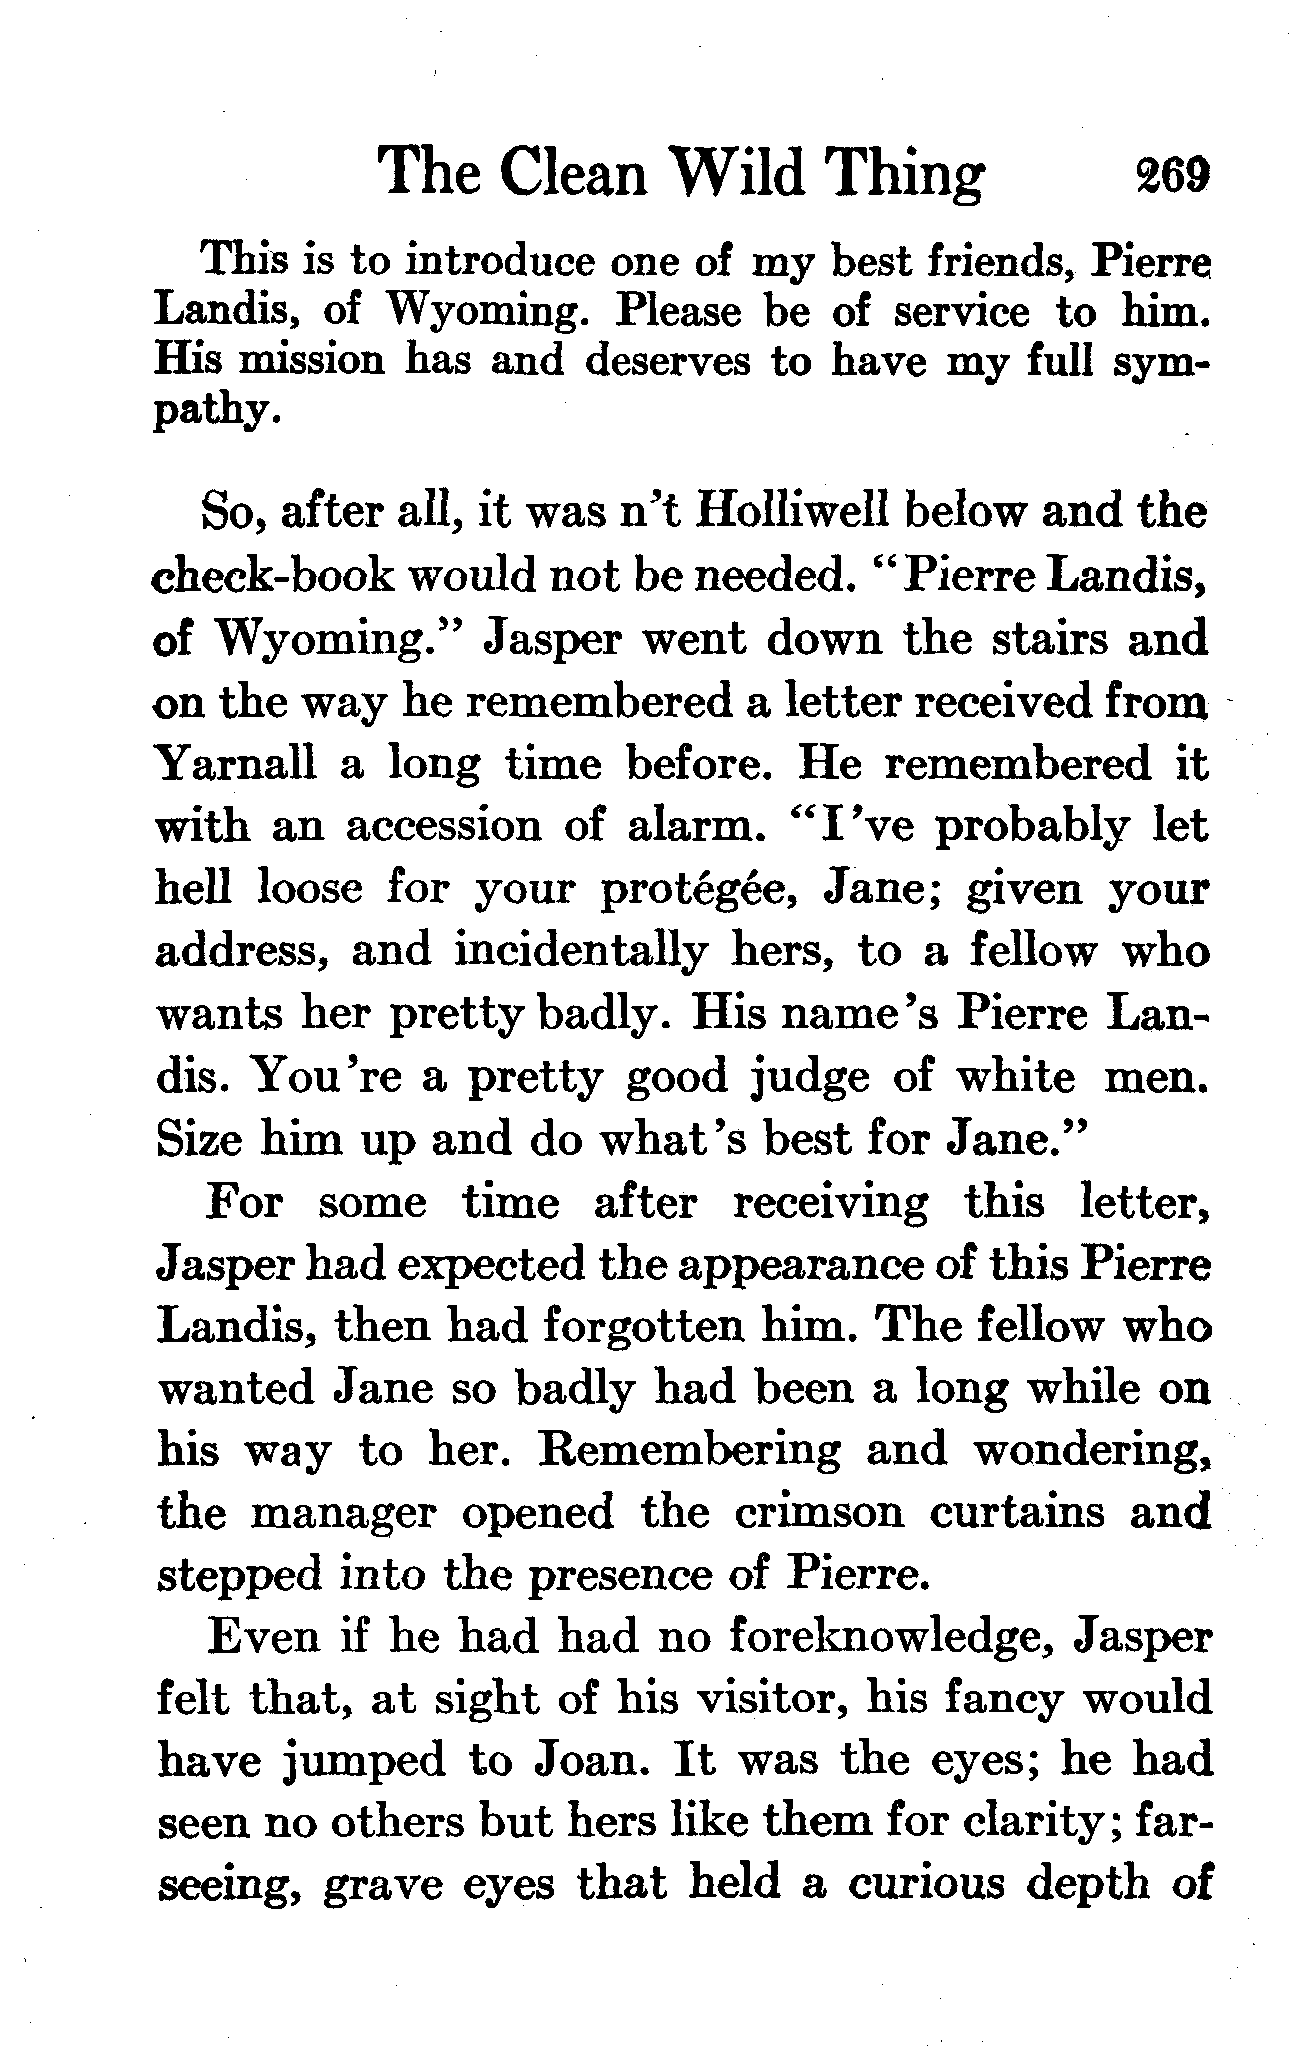 The Clean Wild Thing 269
This is to introduce one of my best friends, Pierre
Landis, of Wyoming. Please be of service to him.
His mission has and deserves to have my full sym-
pathy.
So, after all, it was n't Holliwell below and the
check-book would not be needed. “Pierre Landis,
of Wyoming.” Jasper went down the stairs and
on the way he remembered a letter received from
Yarnall a long time before. He remembered it
with an accession of alarm. “I 've probably let
hell loose for your protégée, Jane; given your
address, and incidentally hers, to a fellow who
wants her pretty badly. His name 's Pierre Lan-
dis. You 're a pretty good judge of white men.
Size him up and do what 's best for Jane.”
For some time after receiving this letter,
Jasper had expected the appearance of this Pierre
Landis, then had forgotten him. The fellow who
wanted Jane so badly had been a long while on
his way to her. Remembering and wondering,
the manager opened the crimson curtains and
stepped into the presence of Pierre.
Even if he had had no foreknowledge, Jasper
felt that, at sight of his visitor, his fancy would
have jumped to Joan. It was the eyes; he had
seen no others but hers like them for clarity; far-
seeing, grave eyes that held a curious depth of